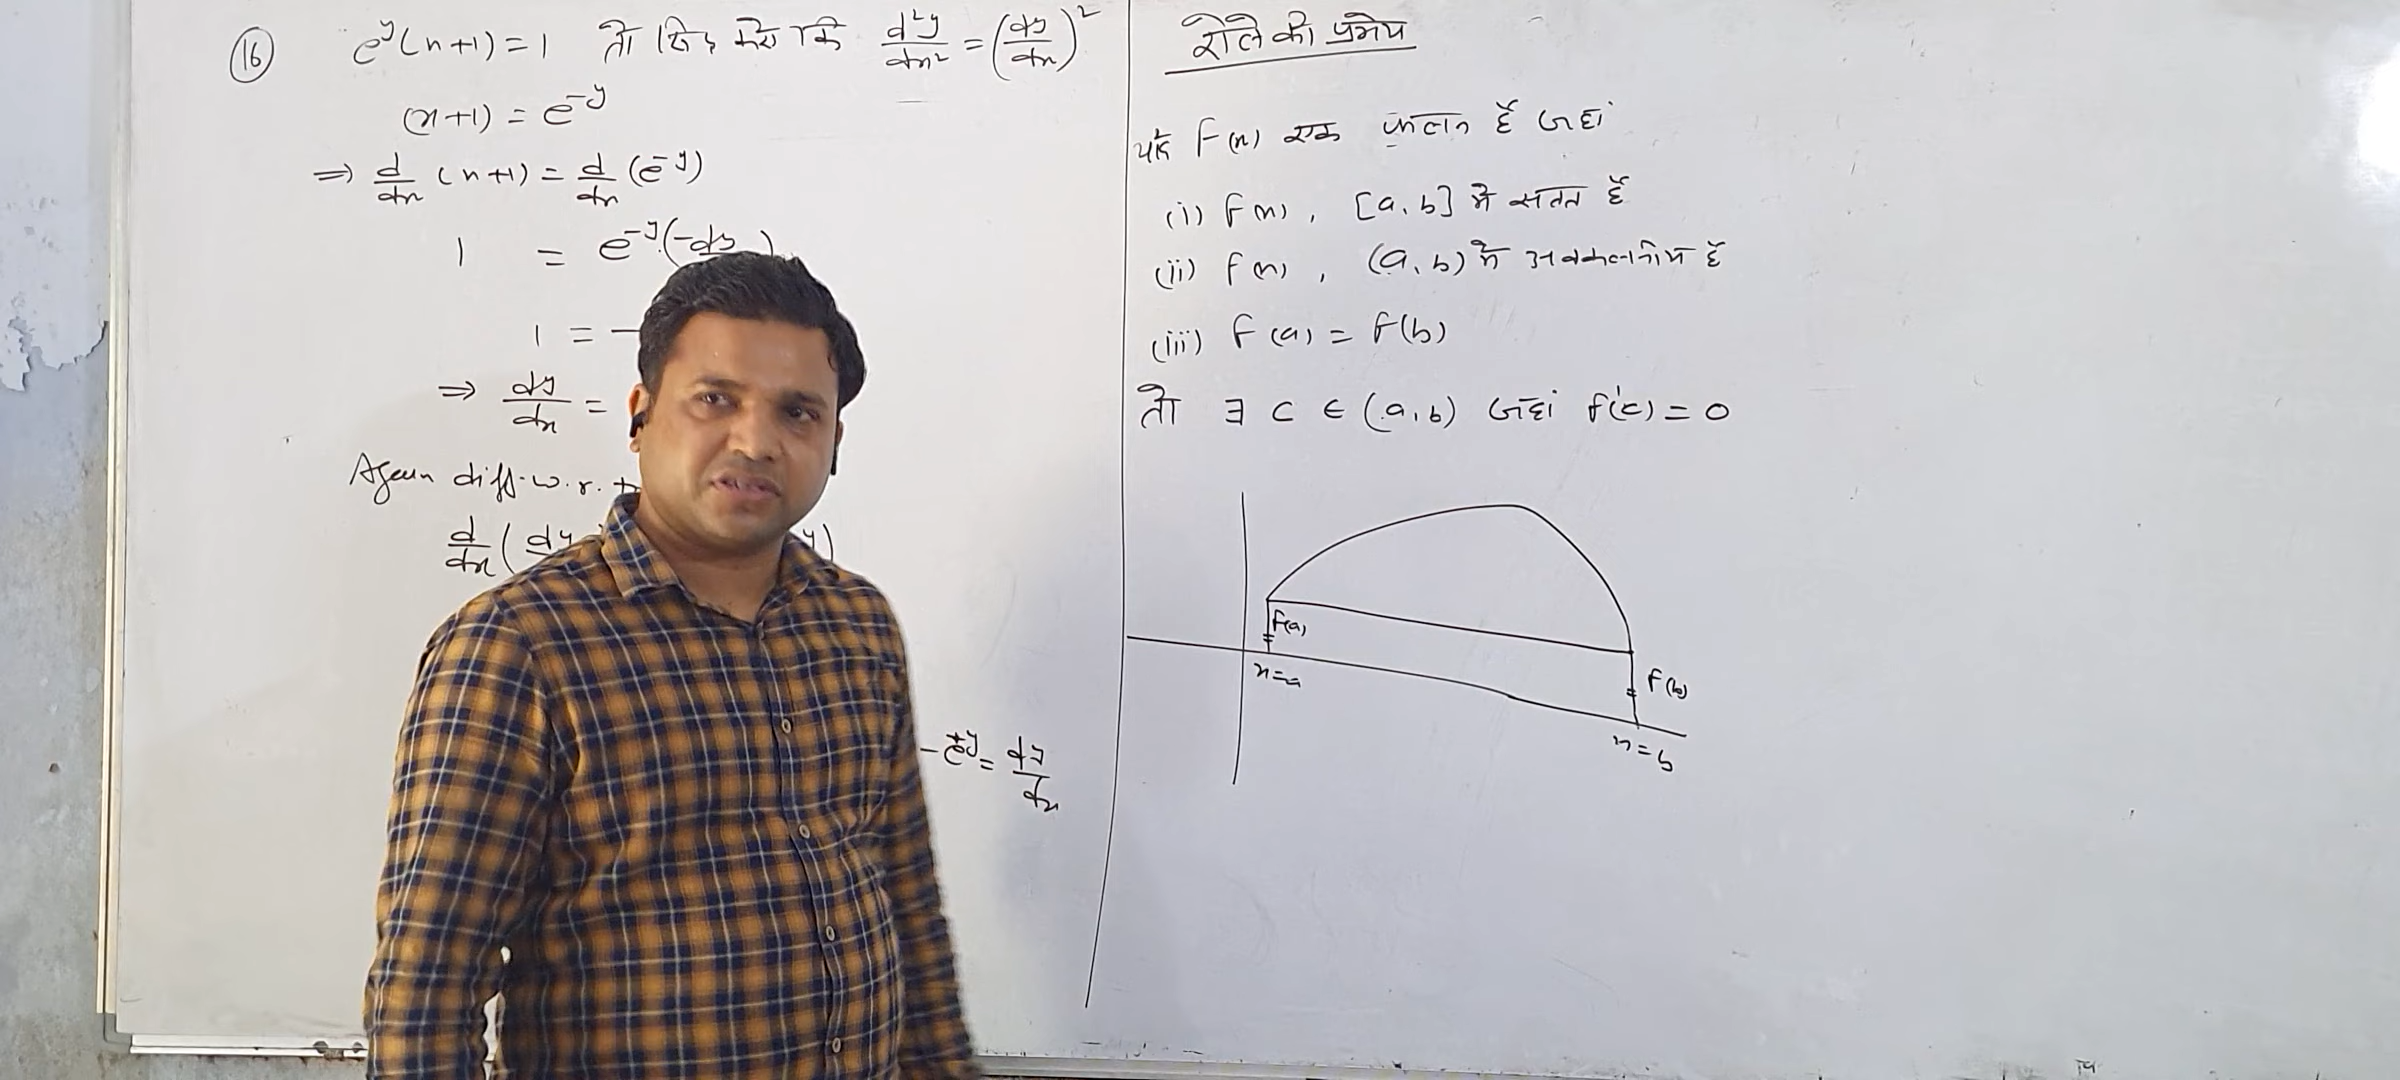 (16) e^y(x+1) = 1 तो सिद्ध करो कि d²y/dx² = (dy/dx)²
(x+1) = e^-y
⇒ d/dx (x+1) = d/dx (e^-y)
1 = e^-y (-dy
1 = -
⇒ dy/dx =
Again diff. w.r.t
d/dx ( dy y)
- e^+y = dy/dx
रोले की प्रमेय
यदि F(x) एक फलन है जहां
(i) F(x), [a,b] में सतत है
(ii) F(x), (a,b) में अवकलनीय है
(iii) F(a) = F(b)
तो ∃ c ∈ (a,b) जहां f'(c) = 0
f(a)
x=a
f(b)
x=b